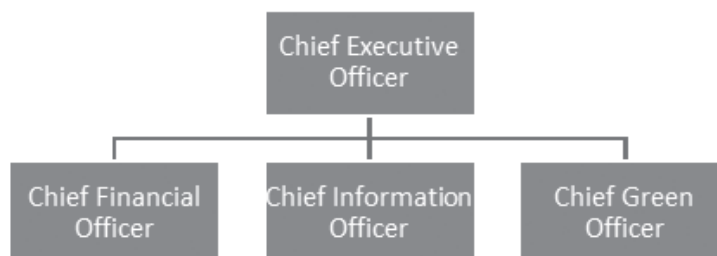 Chief Executive
Officer
Chief Financial
Officer
Chief Information
Officer
Chief Green
Officer